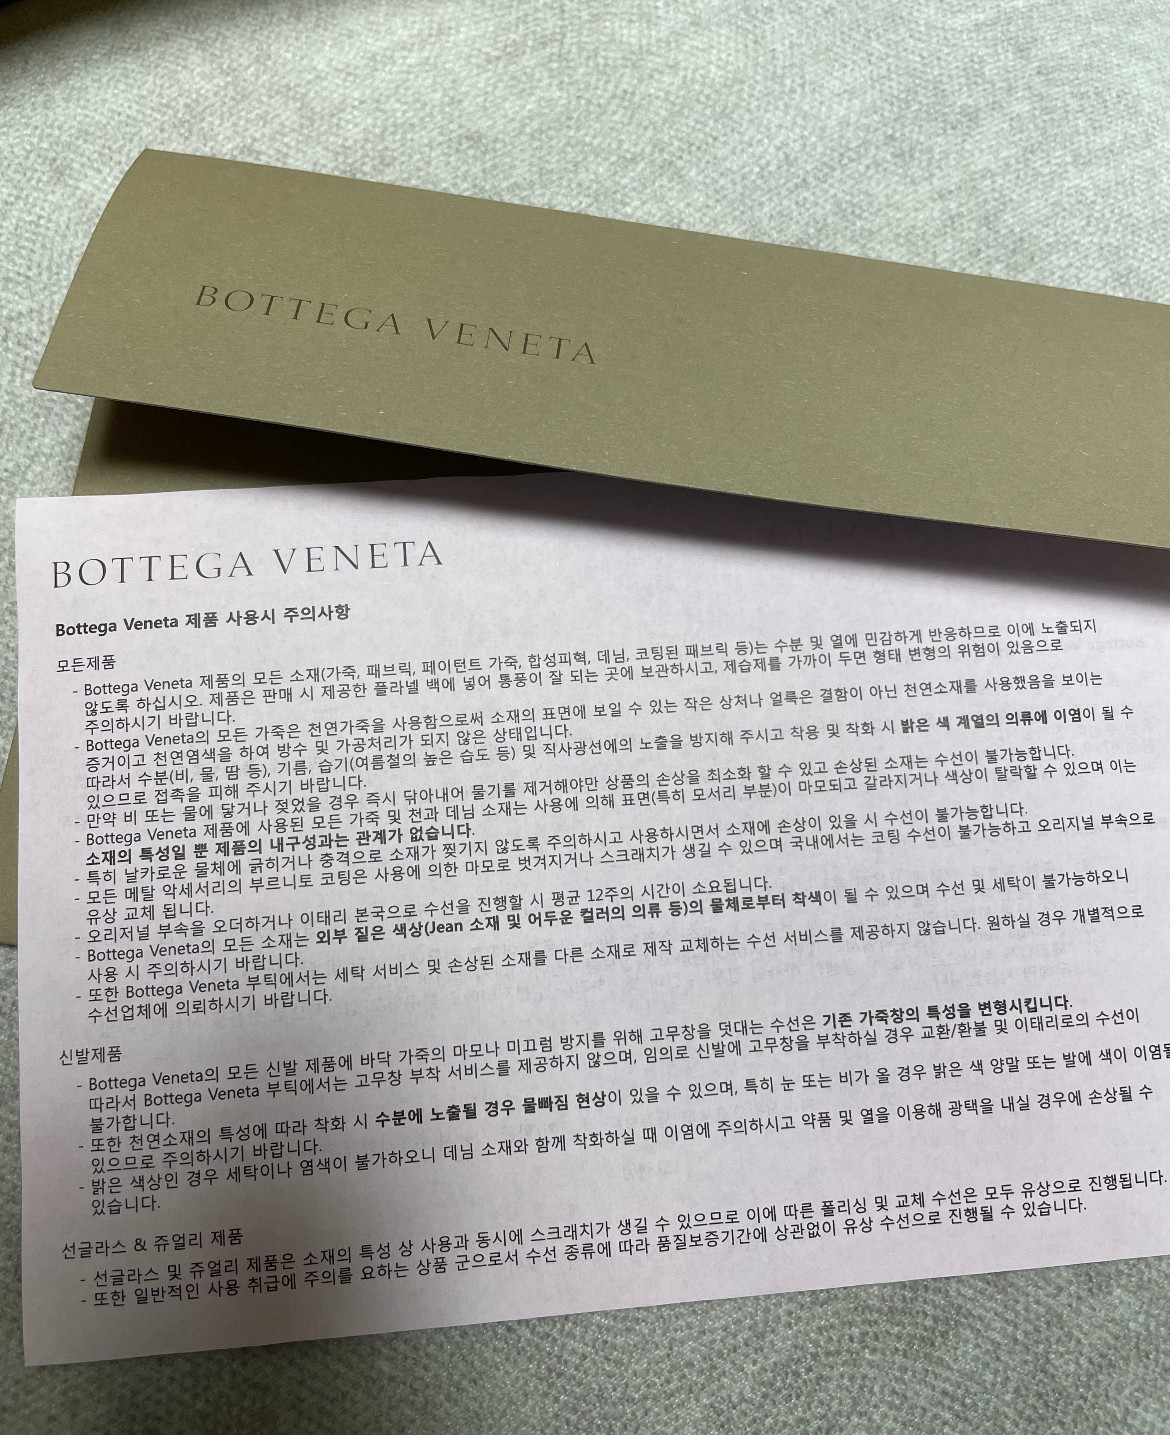 BOTTEGA VENETA
BOTTEGA VENETA
Bottega Veneta 제품 사용시 주의사항
모든제품
- Bottega Veneta 제품의 모든 소재(가죽, 패브릭, 페이턴트 가죽, 합성피혁, 데님, 코팅된 패브릭 등)는 수분 및 열에 민감하게 반응하므로 이에 노출되지
않도록 하십시오. 제품은 판매 시 제공한 플라넬 백에 넣어 통풍이 잘 되는 곳에 보관하시고, 제습제를 가까이 두면 형태 변형의 위험이 있음으로
주의하시기 바랍니다.
- Bottega Veneta의 모든 가죽은 천연가죽을 사용함으로써 소재의 표면에 보일 수 있는 작은 상처나 얼룩은 결함이 아닌 천연소재를 사용했음을 보이는
증거이고 천연염색을 하여 방수 및 가공처리가 되지 않은 상태입니다.
따라서 수분(비, 물, 땀 등), 기름, 습기(여름철의 높은 습도 등) 및 직사광선에의 노출을 방지해 주시고 착용 및 착화 시 밝은 색 계열의 의류에 이염이 될 수
있으므로 접촉을 피해 주시기 바랍니다.
- 만약 비 또는 물에 닿거나 젖었을 경우 즉시 닦아내어 물기를 제거해야만 상품의 손상을 최소화 할 수 있고 손상된 소재는 수선이 불가능합니다.
- Bottega Veneta 제품에 사용된 모든 가죽 및 천과 데님 소재는 사용에 의해 표면(특히 모서리 부분)이 마모되고 갈라지거나 색상이 탈락할 수 있으며 이는
소재의 특성일 뿐 제품의 내구성과는 관계가 없습니다.
- 특히 날카로운 물체에 긁히거나 충격으로 소재가 찢기지 않도록 주의하시고 사용하시면서 소재에 손상이 있을 시 수선이 불가능합니다.
- 모든 메탈 악세서리의 부르니토 코팅은 사용에 의한 마모로 벗겨지거나 스크래치가 생길 수 있으며 국내에서는 코팅 수선이 불가능하고 오리지널 부속으로
유상 교체 됩니다.
- 오리저널 부속을 오더하거나 이태리 본국으로 수선을 진행할 시 평균 12주의 시간이 소요됩니다.
- Bottega Veneta의 모든 소재는 외부 짙은 색상(Jean 소재 및 어두운 컬러의 의류 등)의 물체로부터 착색이 될 수 있으며 수선 및 세탁이 불가능하오니
사용 시 주의하시기 바랍니다.
- 또한 Bottega Veneta 부틱에서는 세탁 서비스 및 손상된 소재를 다른 소재로 제작 교체하는 수선 서비스를 제공하지 않습니다. 원하실 경우 개별적으로
수선업체에 의뢰하시기 바랍니다.
신발제품
- Bottega Veneta의 모든 신발 제품에 바닥 가죽의 마모나 미끄럼 방지를 위해 고무창을 덧대는 수선은 기존 가죽창의 특성을 변형시킵니다.
따라서 Bottega Veneta 부틱에서는 고무창 부착 서비스를 제공하지 않으며, 임의로 신발에 고무창을 부착하실 경우 교환/환불 및 이태리로의 수선이
불가합니다.
- 또한 천연소재의 특성에 따라 착화 시 수분에 노출될 경우 물빠짐 현상이 있을 수 있으며, 특히 눈 또는 비가 올 경우 밝은 색 양말 또는 발에 색이 이염될
있으므로 주의하시기 바랍니다.
- 밝은 색상인 경우 세탁이나 염색이 불가하오니 데님 소재와 함께 착화하실 때 이염에 주의하시고 약품 및 열을 이용해 광택을 내실 경우에 손상될 수
있습니다.
선글라스 & 쥬얼리 제품
- 선글라스 및 쥬얼리 제품은 소재의 특성 상 사용과 동시에 스크래치가 생길 수 있으므로 이에 따른 폴리싱 및 교체 수선은 모두 유상으로 진행됩니다.
- 또한 일반적인 사용 취급에 주의를 요하는 상품 군으로서 수선 종류에 따라 품질보증기간에 상관없이 유상 수선으로 진행될 수 있습니다.